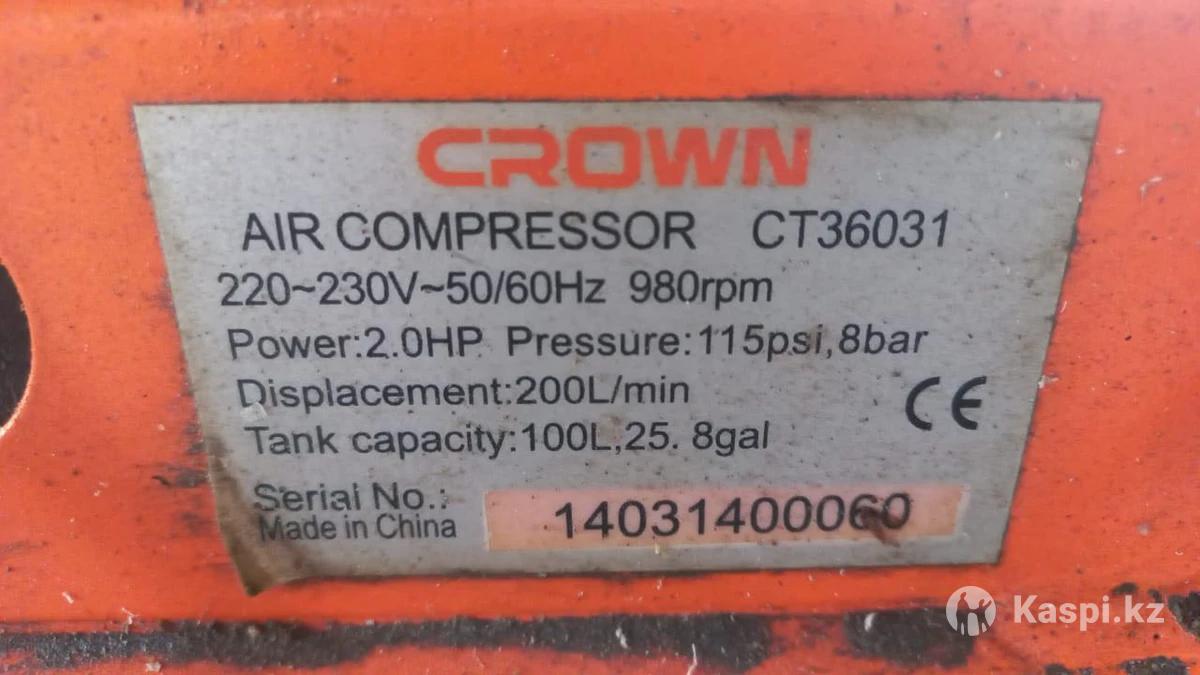 CROWN
AIR COMPRESSOR CT36031
220~230V~50/60Hz 980rpm
Power:2.0HP Pressure:115psi,8bar
Displacement:200L/min
Tank capacity:100L,25. 8gal
CE
Serial No.:
Made in China
14031400060
Kaspi.kz